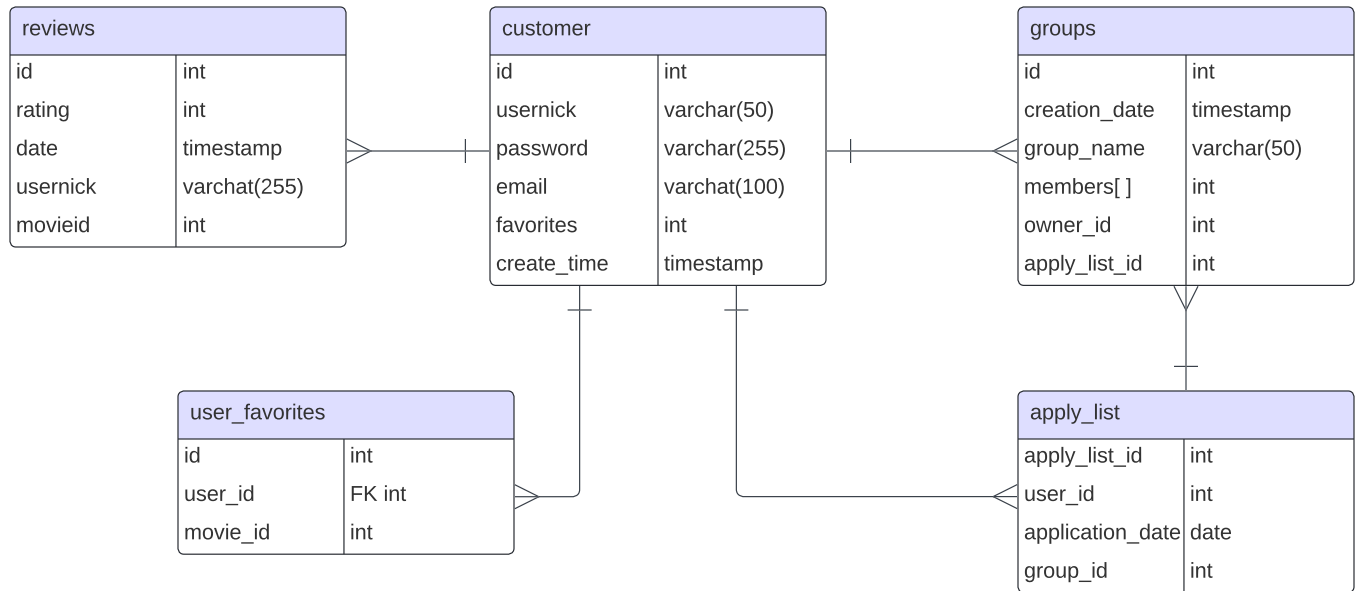 reviews
id int
rating int
date timestamp
usernick varchat(255)
movieid int
customer
id int
usernick varchar(50)
password varchar(255)
email varchat(100)
favorites int
create_time timestamp
groups
id int
creation_date timestamp
group_name varchar(50)
members[ ] int
owner_id int
apply_list_id int
user_favorites
id int
user_id FK int
movie_id int
apply_list
apply_list_id int
user_id int
application_date date
group_id int